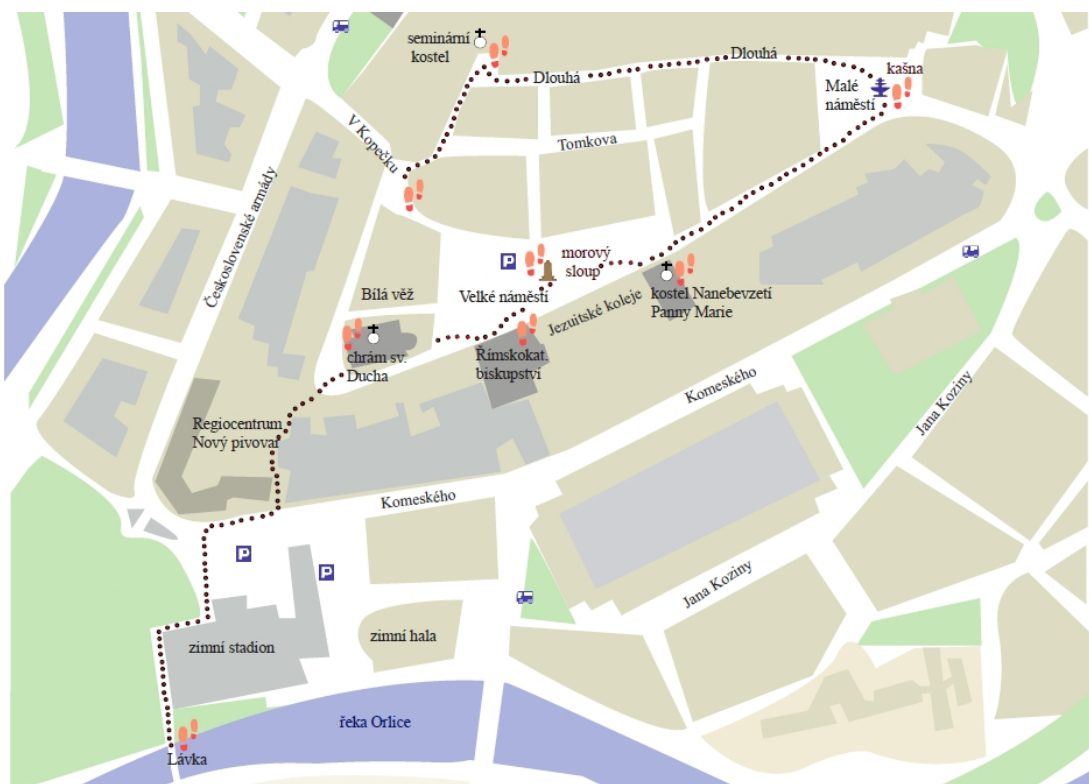 seminární
kostel
Dlouhá
Dlouhá
kašna
Malé
náměstí
V Kopečku
Tomkova
Československé armády
P
morový
sloup
Bílá věž
Velké náměstí
Jezuitské koleje
kostel Nanebevzetí
Panny Marie
chrám sv.
Ducha
Římskokat.
biskupství
Komeského
Jana Koziny
Regiocentrum
Nový pivovar
Komeského
P
P
Jana Koziny
zimní stadion
zimní hala
řeka Orlice
Lávka